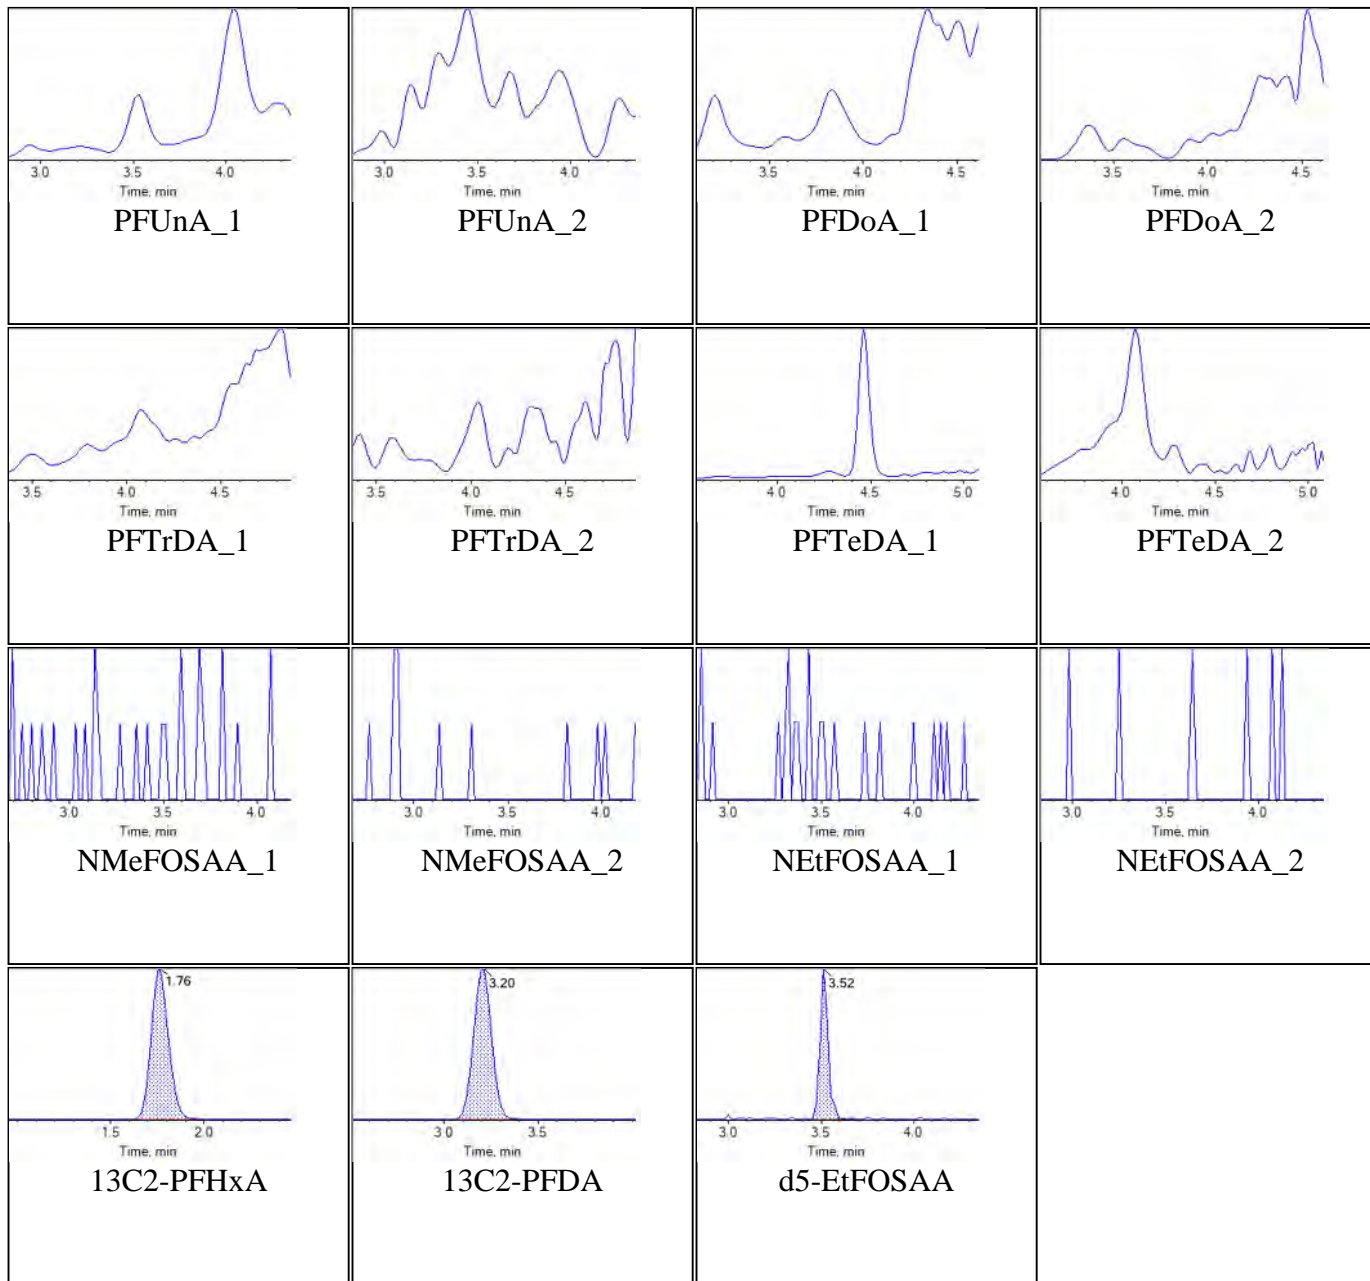 3.0 3.5 4.0
Time, min
PFUnA_1
3.0 3.5 4.0
Time, min
PFUnA_2
3.5 4.0 4.5
Time, min
PFDoA_1
3.5 4.0 4.5
Time, min
PFDoA_2
3.5 4.0 4.5
Time, min
PFTrDA_1
3.5 4.0 4.5
Time, min
PFTrDA_2
4.0 4.5 5.0
Time, min
PFTeDA_1
4.0 4.5 5.0
Time, min
PFTeDA_2
3.0 3.5 4.0
Time, min
NMeFOSAA_1
3.0 3.5 4.0
Time, min
NMeFOSAA_2
3.0 3.5 4.0
Time, min
NEtFOSAA_1
3.0 3.5 4.0
Time, min
NEtFOSAA_2
1.76
1.5 2.0
Time, min
13C2-PFHxA
3.20
3.0 3.5
Time, min
13C2-PFDA
3.52
3.0 3.5 4.0
Time, min
d5-EtFOSAA